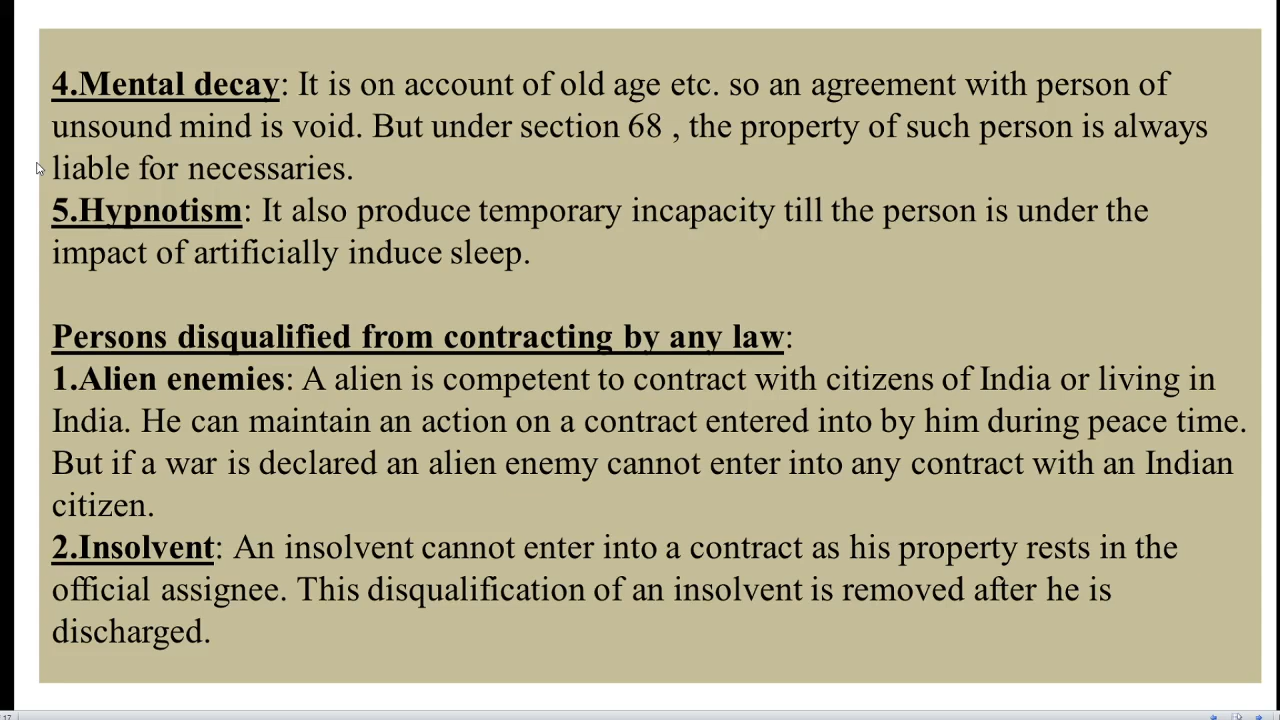 4.Mental decay: It is on account of old age etc. so an agreement with person of
unsound mind is void. But under section 68 , the property of such person is always
liable for necessaries.
5.Hypnotism: It also produce temporary incapacity till the person is under the
impact of artificially induce sleep.
Persons disqualified from contracting by any law:
1.Alien enemies: A alien is competent to contract with citizens of India or living in
India. He can maintain an action on a contract entered into by him during peace time.
But if a war is declared an alien enemy cannot enter into any contract with an Indian
citizen.
2.Insolvent: An insolvent cannot enter into a contract as his property rests in the
official assignee. This disqualification of an insolvent is removed after he is
discharged.
17